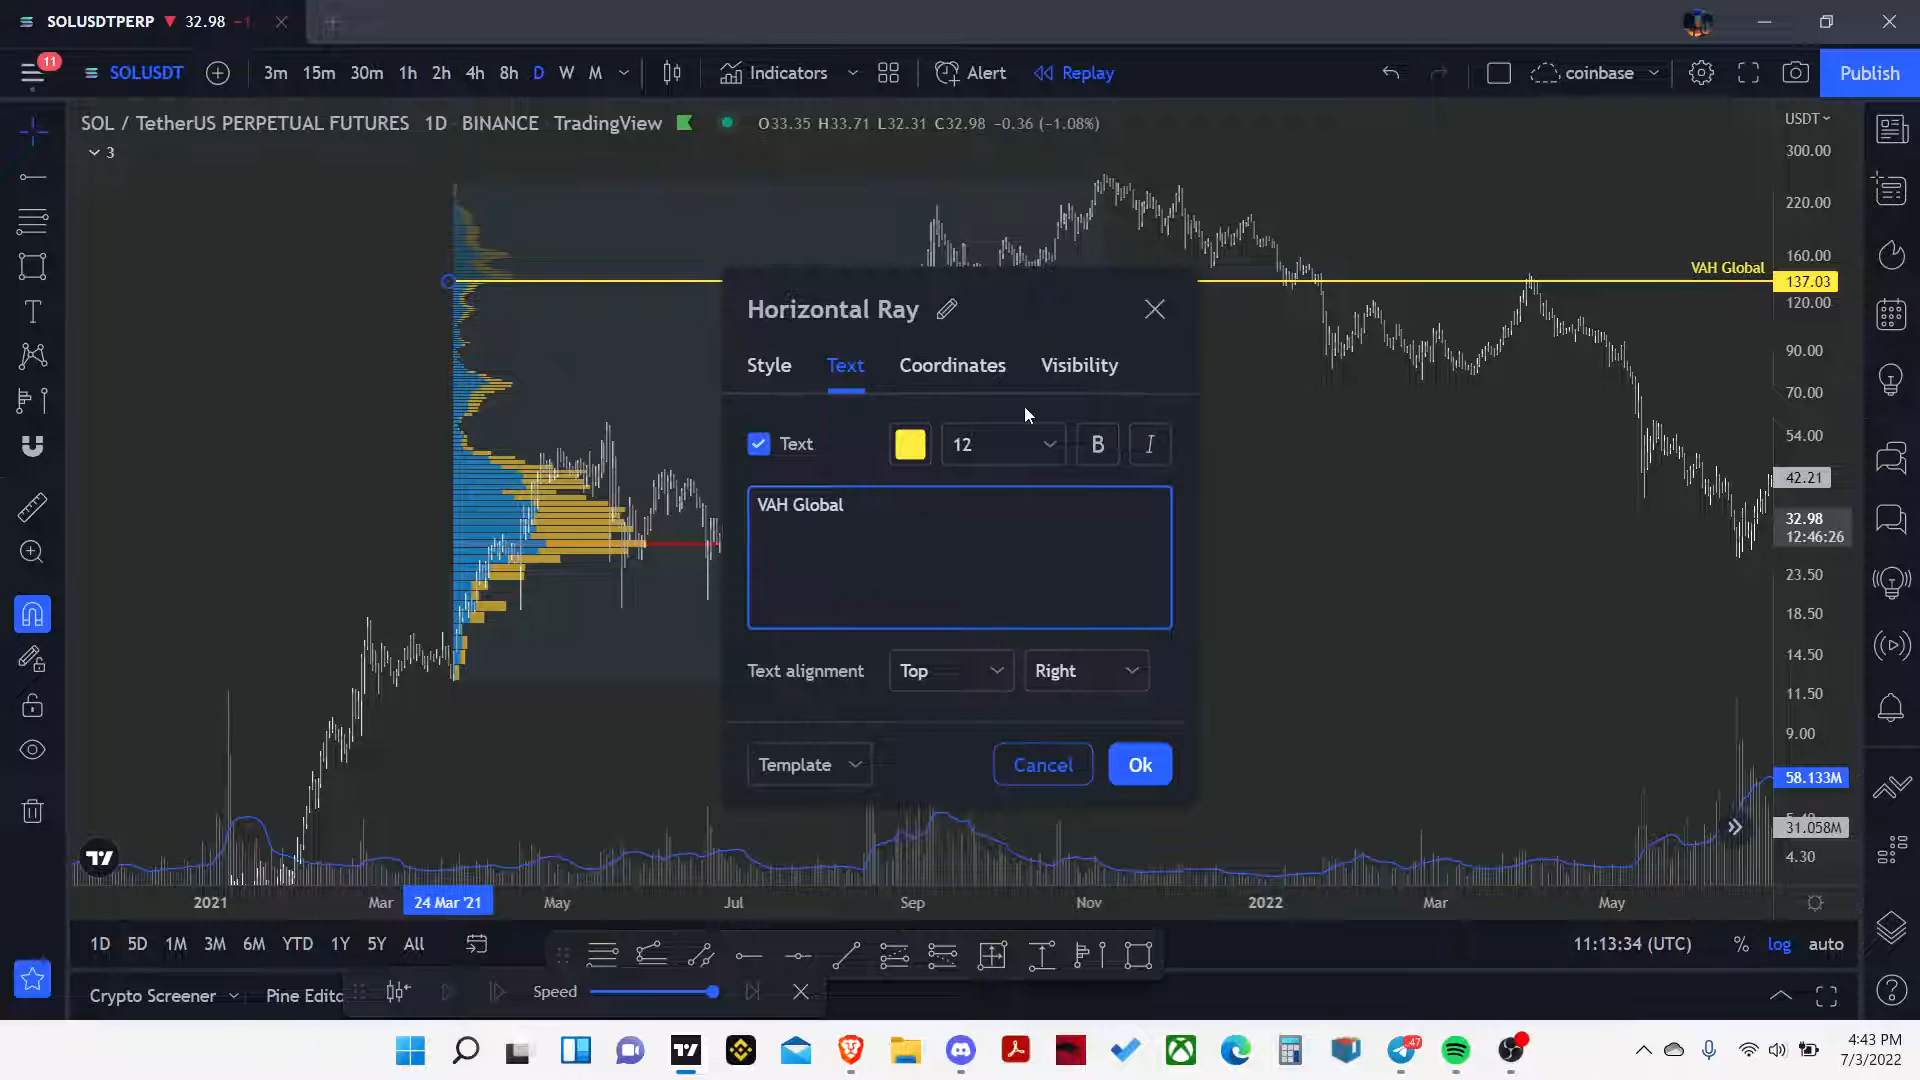 SOLUSDTPERP ▼ 32.98 −1
11 SOLUSDT 3m 15m 30m 1h 2h 4h 8h D W M Indicators Alert Replay coinbase Publish
SOL / TetherUS PERPETUAL FUTURES 1D BINANCE TradingView O33.35 H33.71 L32.31 C32.98 −0.36 (−1.08%)
USDT
3
300.00
220.00
160.00
VAH Global
137.03
120.00
Horizontal Ray
90.00
Style Text Coordinates Visibility
70.00
54.00
Text 12 B I
42.21
VAH Global
32.98
12:46:26
23.50
18.50
14.50
Text alignment Top Right
11.50
9.00
Template Cancel Ok
58.133M
31.058M
4.30
2021 Mar 24 Mar '21 May Jul Sep Nov 2022 Mar May
1D 5D 1M 3M 6M YTD 1Y 5Y All 11:13:34 (UTC) % log auto
Crypto Screener Pine Edito Speed
47
4:43 PM
7/3/2022